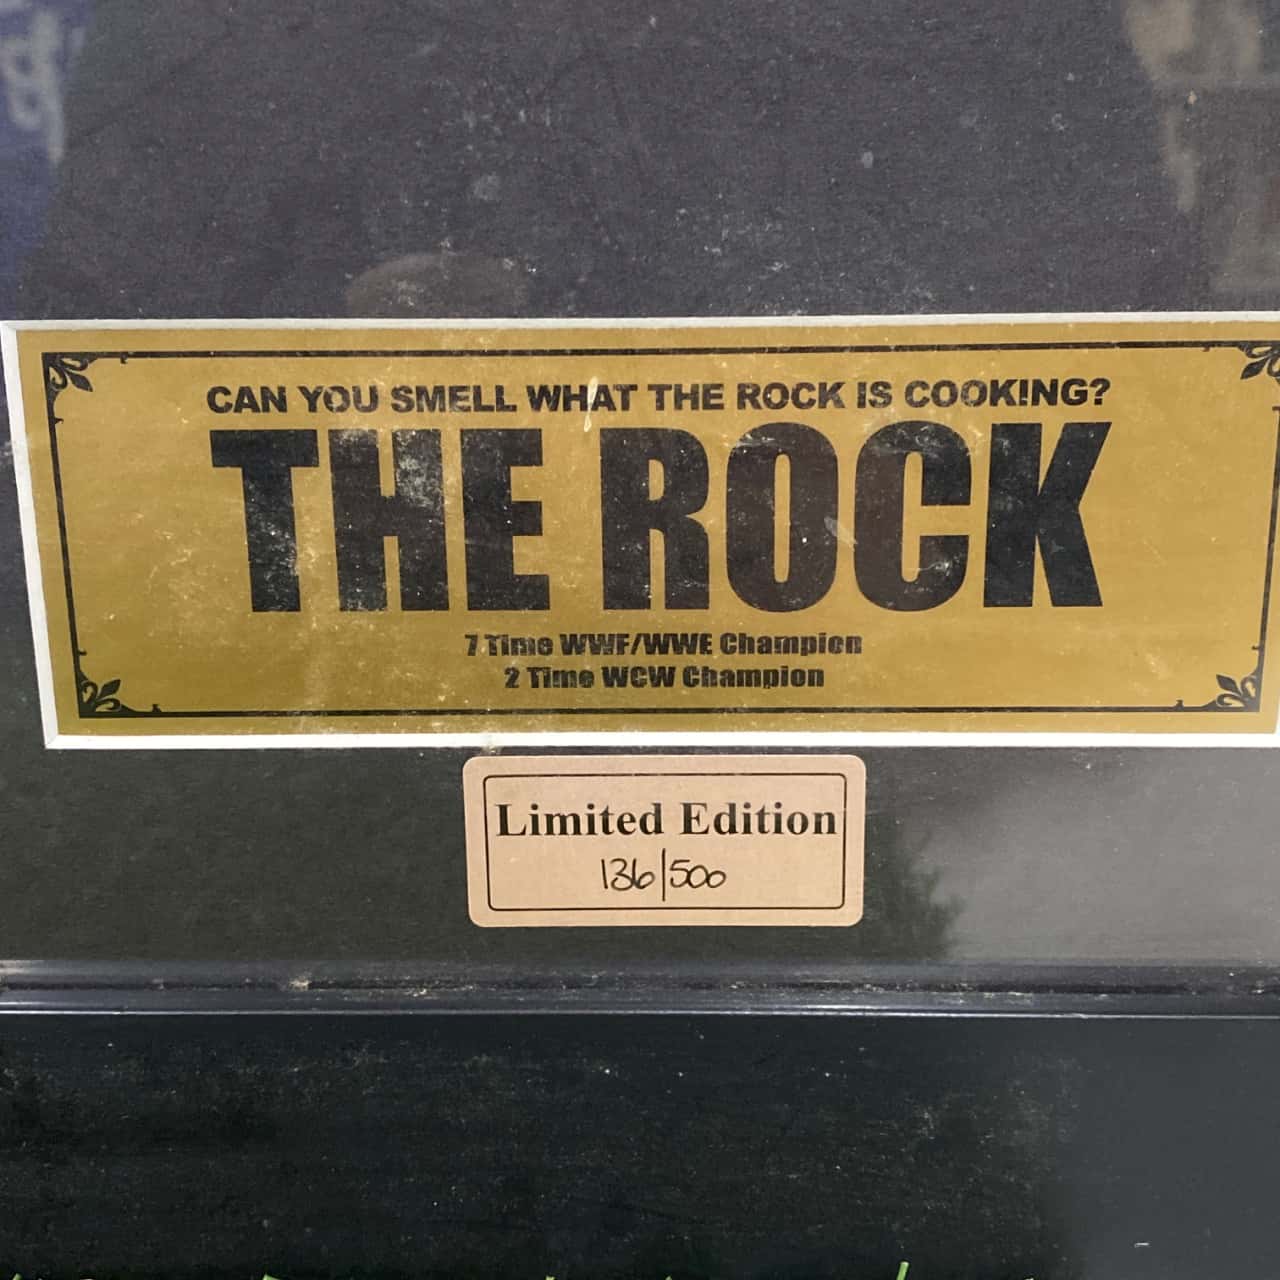 CAN YOU SMELL WHAT THE ROCK IS COOKING?
THE ROCK
7 Time WWF/WWE Champion
2 Time WCW Champion
Limited Edition
136/500